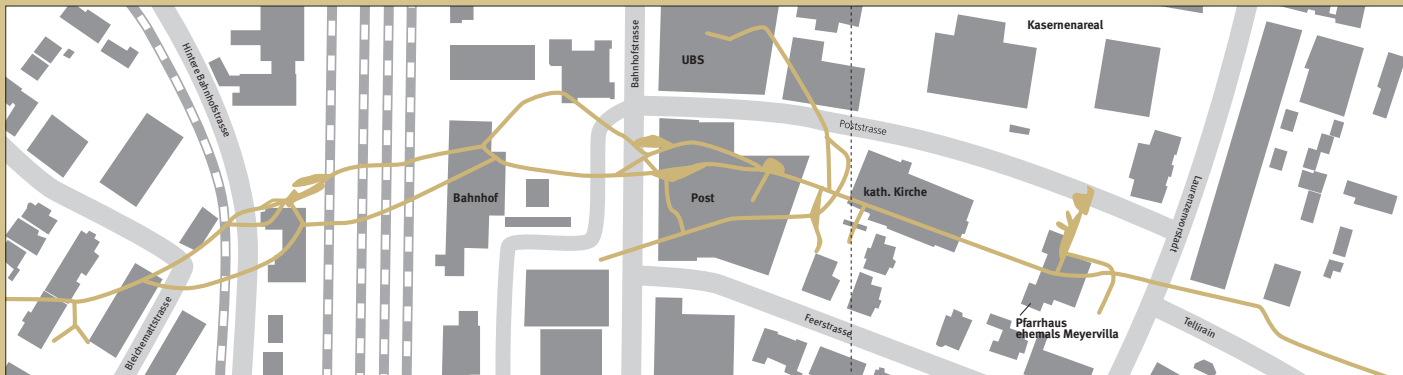 Kasernenareal
Hintere Bahnhofstrasse
Bahnhofstrasse
UBS
Poststrasse
Bahnhof
Post
kath. Kirche
Laurenzenvorstadt
Bleichemattstrasse
Feerstrasse
Pfarrhaus
ehemals Meyervilla
Tellirain